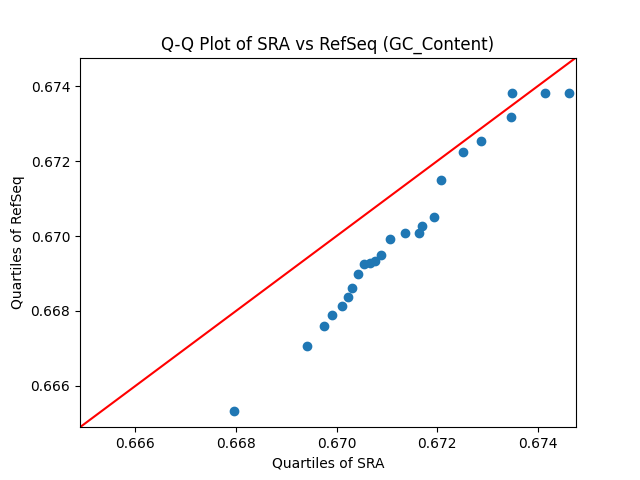 Q-Q Plot of SRA vs RefSeq (GC_Content)
0.674
0.672
0.670
0.668
0.666
Quartiles of RefSeq
0.666 0.668 0.670 0.672 0.674
Quartiles of SRA